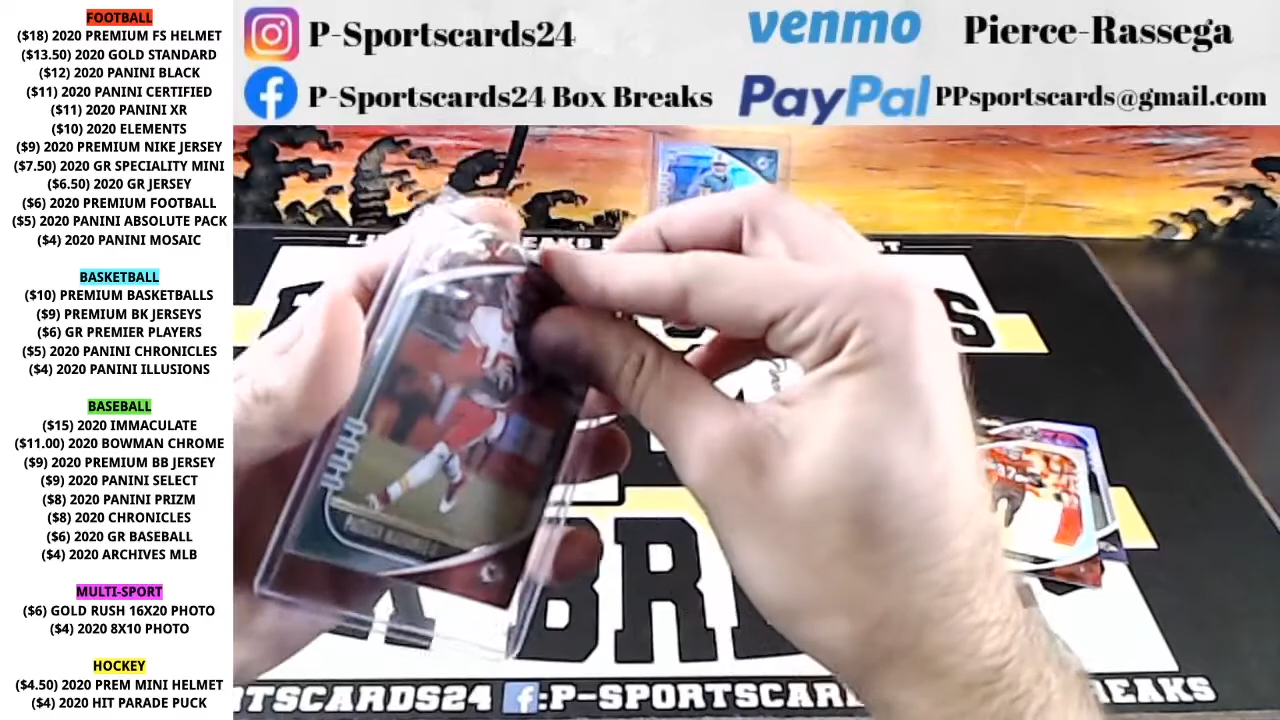 FOOTBALL
($18) 2020 PREMIUM FS HELMET
($13.50) 2020 GOLD STANDARD
($12) 2020 PANINI BLACK
($11) 2020 PANINI CERTIFIED
($11) 2020 PANINI XR
($10) 2020 ELEMENTS
($9) 2020 PREMIUM NIKE JERSEY
($7.50) 2020 GR SPECIALITY MINI
($6.50) 2020 GR JERSEY
($6) 2020 PREMIUM FOOTBALL
($5) 2020 PANINI ABSOLUTE PACK
($4) 2020 PANINI MOSAIC
BASKETBALL
($10) PREMIUM BASKETBALLS
($9) PREMIUM BK JERSEYS
($6) GR PREMIER PLAYERS
($5) 2020 PANINI CHRONICLES
($4) 2020 PANINI ILLUSIONS
BASEBALL
($15) 2020 IMMACULATE
($11.00) 2020 BOWMAN CHROME
($9) 2020 PREMIUM BB JERSEY
($9) 2020 PANINI SELECT
($8) 2020 PANINI PRIZM
($8) 2020 CHRONICLES
($6) 2020 GR BASEBALL
($4) 2020 ARCHIVES MLB
MULTI-SPORT
($6) GOLD RUSH 16X20 PHOTO
($4) 2020 8X10 PHOTO
HOCKEY
($4.50) 2020 PREM MINI HELMET
($4) 2020 HIT PARADE PUCK
P-Sportscards24
P-Sportscards24 Box Breaks
venmo
Pierce-Rassega
PayPal
PPsportscards@gmail.com
BRE
RTSCARDS24 f:P-SPORTSCAR
REAKS